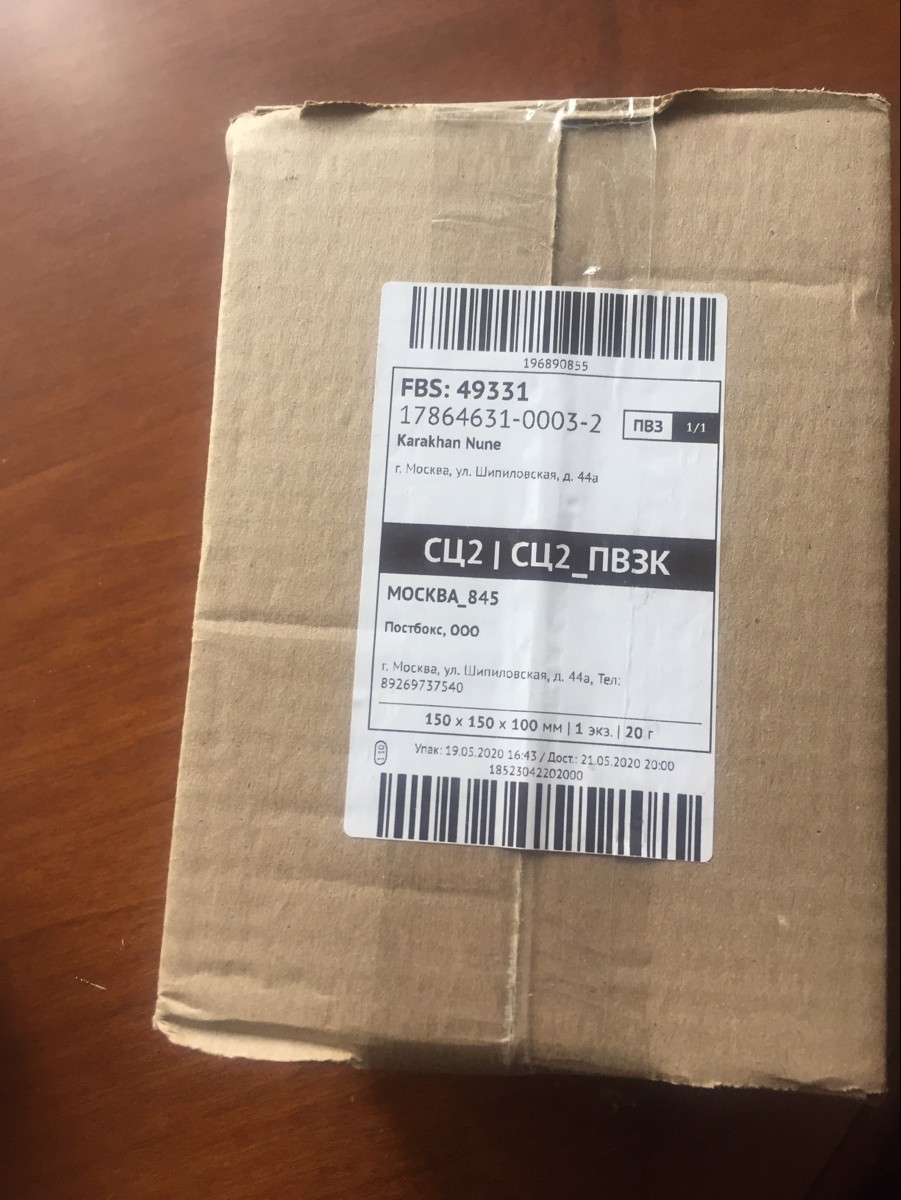 196890855
FBS: 49331
17864631-0003-2
ПВЗ 1/1
Karakhan Nune
г. Москва, ул. Шипиловская, д. 44а
СЦ2 | СЦ2_ПВЗК
МОСКВА_845
Постбокс, ООО
г. Москва, ул. Шипиловская, д. 44а, Тел:
89269737540
150 x 150 x 100 мм | 1 экз. | 20 г
110
Упак: 19.05.2020 16:43 / Дост.: 21.05.2020 20:00
18523042202000